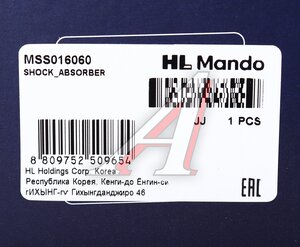 MSS016060
SHOCK_ABSORBER
HL Mando
JJ 1 PCS
8 809752 509654
HL Holdings Corp. Korea
Республика Корея, Кенги-до Ёнгин-си
гИХЫНГ-гу Гихынгданджиро 46
EAC